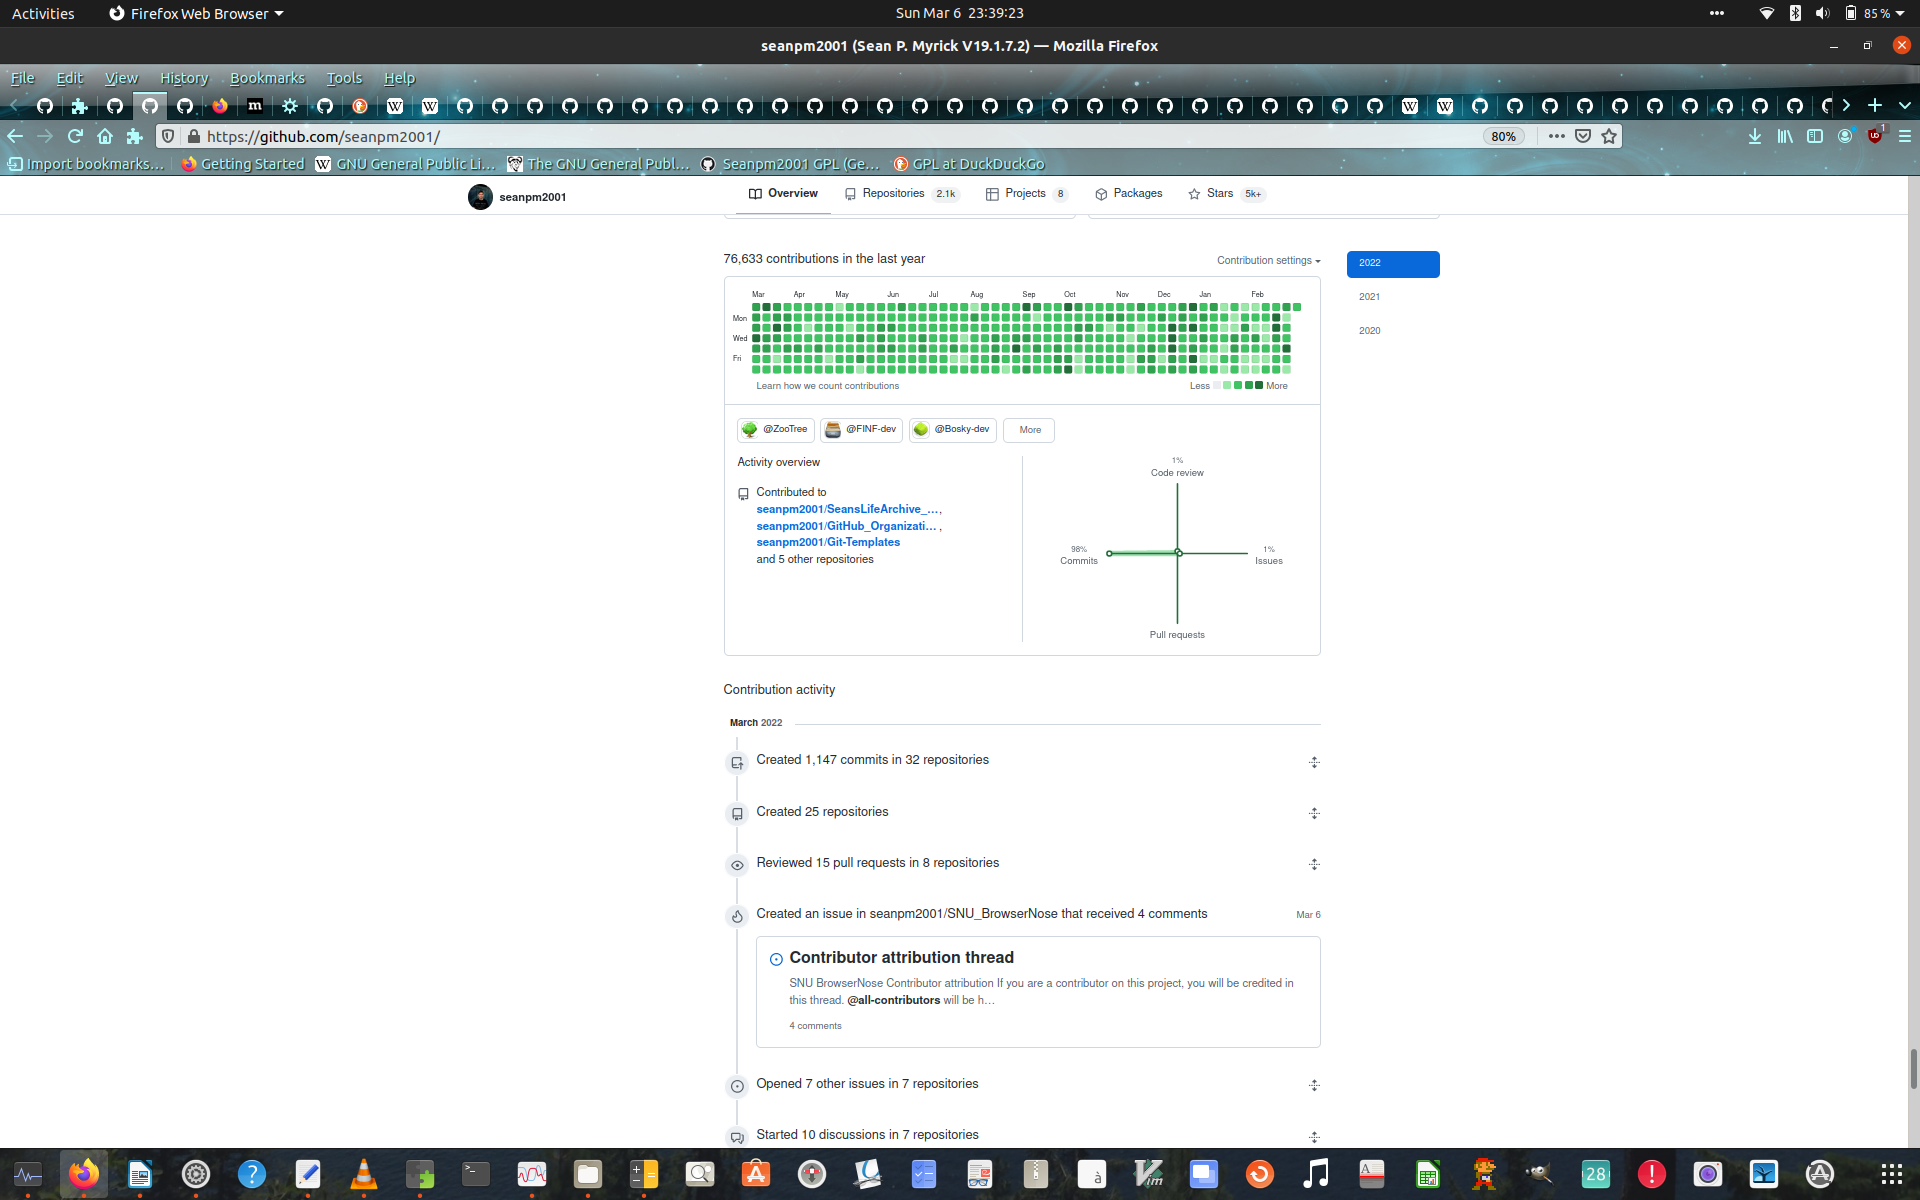 Activities
Firefox Web Browser
Sun Mar 6 23:39:23
85 %
seanpm2001 (Sean P. Myrick V19.1.7.2) — Mozilla Firefox
File Edit View History Bookmarks Tools Help
https://github.com/seanpm2001/
80%
1
Import bookmarks...
Getting Started
GNU General Public Li...
The GNU General Publ...
Seanpm2001 GPL (Ge...
GPL at DuckDuckGo
seanpm2001
Overview
Repositories 2.1k
Projects 8
Packages
Stars 5k+
76,633 contributions in the last year
Contribution settings
2022
2021
2020
Mar Apr May Jun Jul Aug Sep Oct Nov Dec Jan Feb
Mon
Wed
Fri
Learn how we count contributions
Less More
@ZooTree
@FINF-dev
@Bosky-dev
More
Activity overview
Contributed to
seanpm2001/SeansLifeArchive_...,
seanpm2001/GitHub_Organizati... ,
seanpm2001/Git-Templates
and 5 other repositories
1%
Code review
98%
Commits
1%
Issues
Pull requests
Contribution activity
March 2022
Created 1,147 commits in 32 repositories
Created 25 repositories
Reviewed 15 pull requests in 8 repositories
Created an issue in seanpm2001/SNU_BrowserNose that received 4 comments
Mar 6
Contributor attribution thread
SNU BrowserNose Contributor attribution If you are a contributor on this project, you will be credited in
this thread. @all-contributors will be h...
4 comments
Opened 7 other issues in 7 repositories
Started 10 discussions in 7 repositories
28